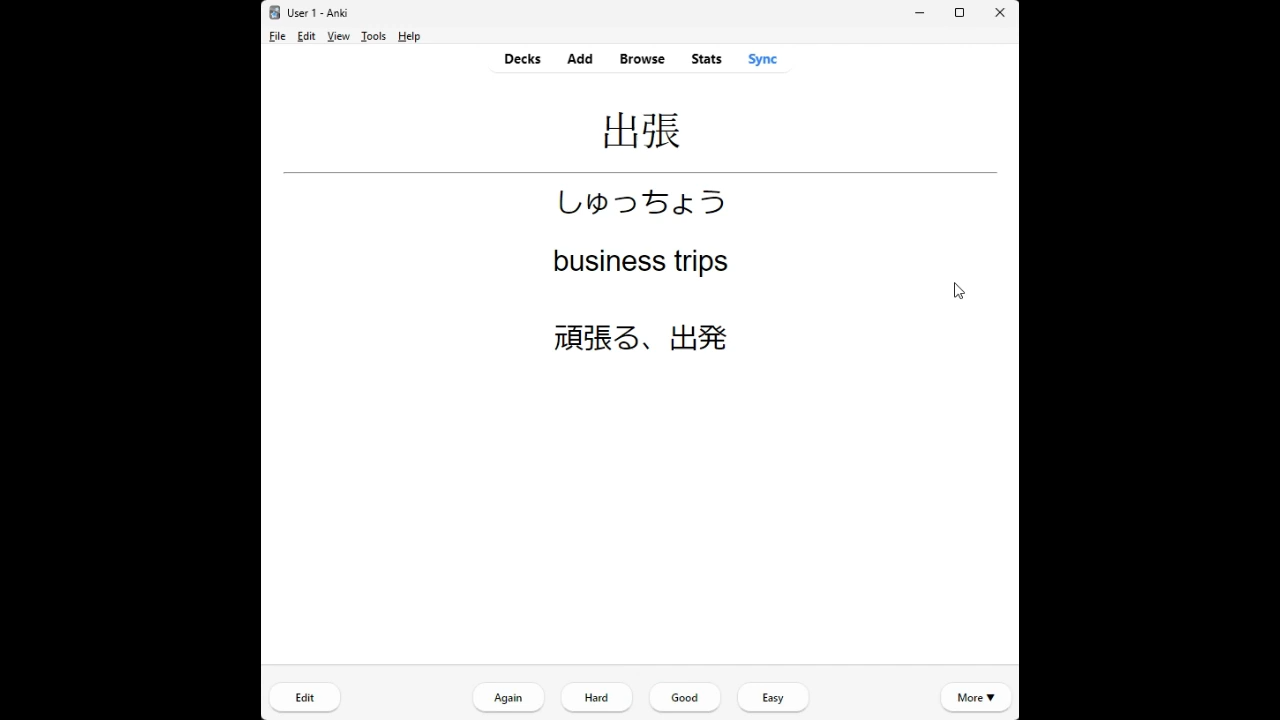 User 1 - Anki
File Edit View Tools Help
Decks Add Browse Stats Sync
出張
しゅっちょう
business trips
頑張る、出発
Edit Again Hard Good Easy More ▼